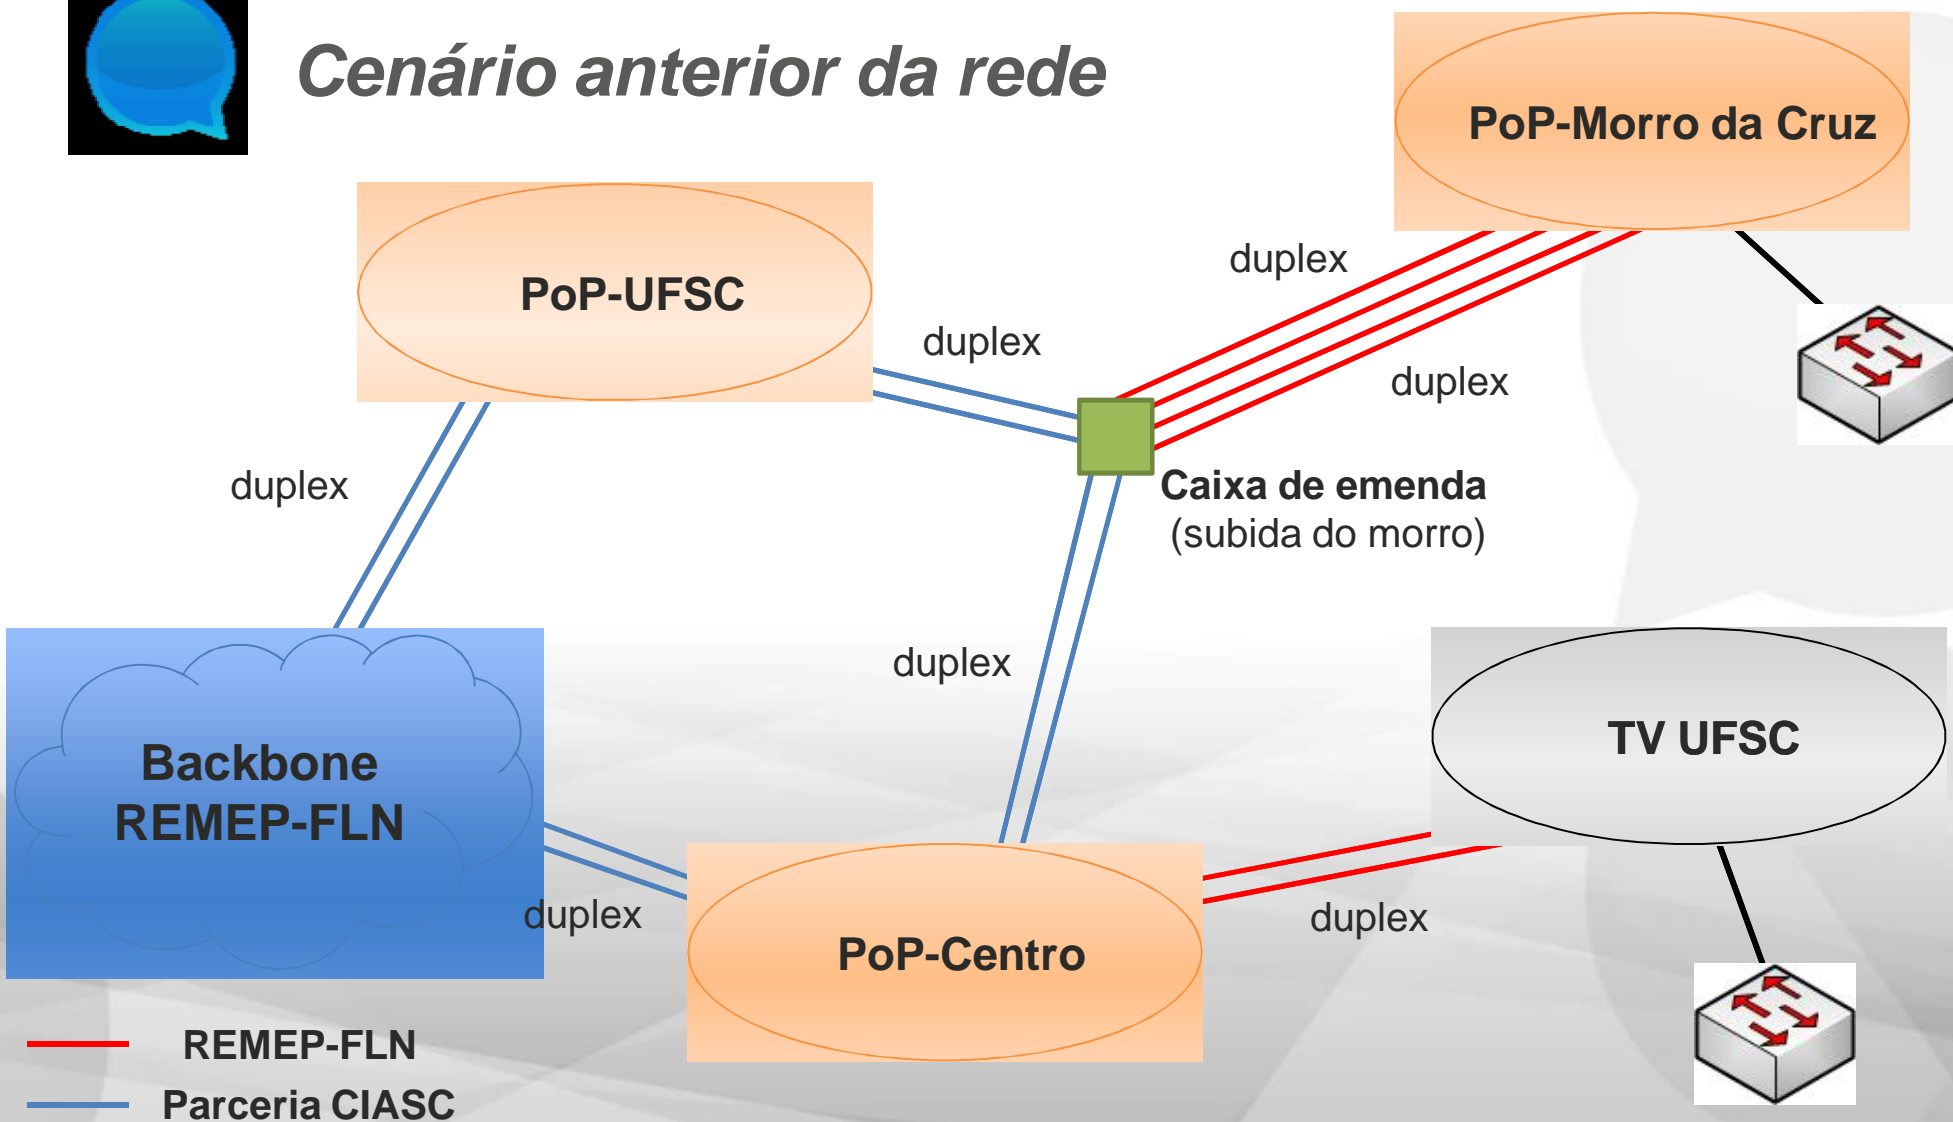 Cenário anterior da rede
PoP-Morro da Cruz
PoP-UFSC
duplex
duplex
duplex
duplex
Caixa de emenda
(subida do morro)
duplex
TV UFSC
Backbone
REMEP-FLN
duplex
duplex
PoP-Centro
REMEP-FLN
Parceria CIASC